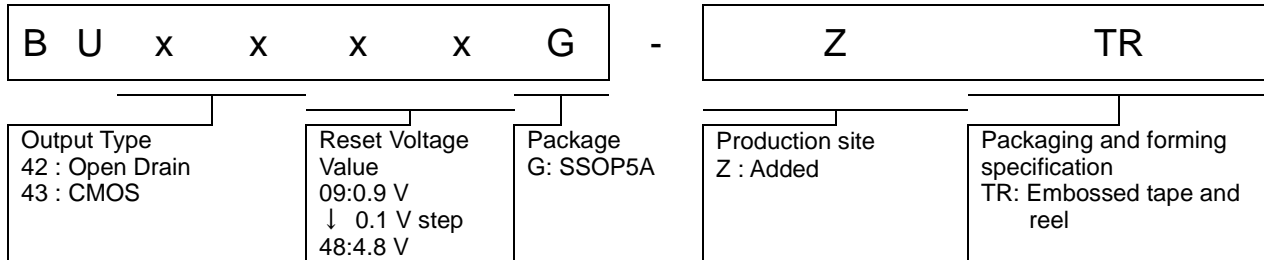 B U x x x x G - Z TR
Output Type
42 : Open Drain
43 : CMOS
Reset Voltage
Value
09:0.9 V
↓ 0.1 V step
48:4.8 V
Package
G: SSOP5A
Production site
Z : Added
Packaging and forming
specification
TR: Embossed tape and
reel